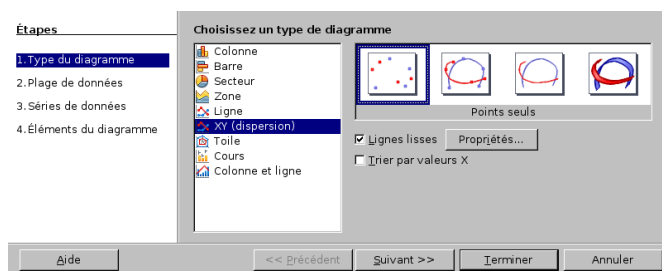 Étapes
1.Type du diagramme
2.Plage de données
3.Séries de données
4.Éléments du diagramme
Choisissez un type de diagramme
Colonne
Barre
Secteur
Zone
Ligne
XY (dispersion)
Toile
Cours
Colonne et ligne
Points seuls
Lignes lisses
Propriétés...
Trier par valeurs X
Aide
<< Précédent
Suivant >>
Terminer
Annuler